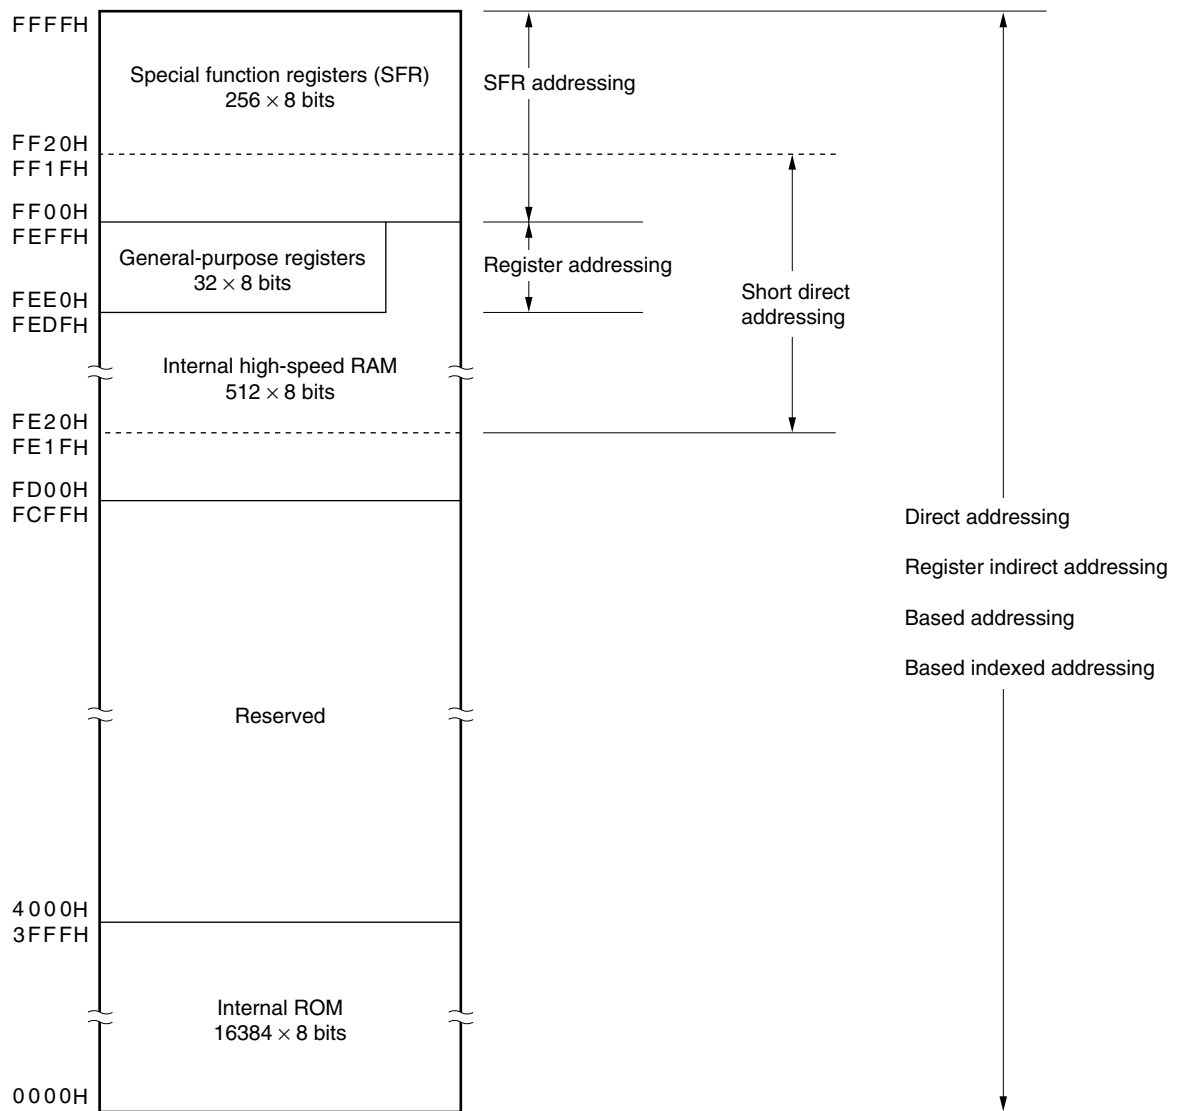 FFFFH
Special function registers (SFR)
256 × 8 bits
SFR addressing
FF20H
FF1FH
FF00H
FEFFH
General-purpose registers
32 × 8 bits
Register addressing
Short direct
addressing
FEE0H
FEDFH
Internal high-speed RAM
512 × 8 bits
FE20H
FE1FH
FD00H
FCFFH
Direct addressing
Register indirect addressing
Based addressing
Based indexed addressing
Reserved
4000H
3FFFH
Internal ROM
16384 × 8 bits
0000H